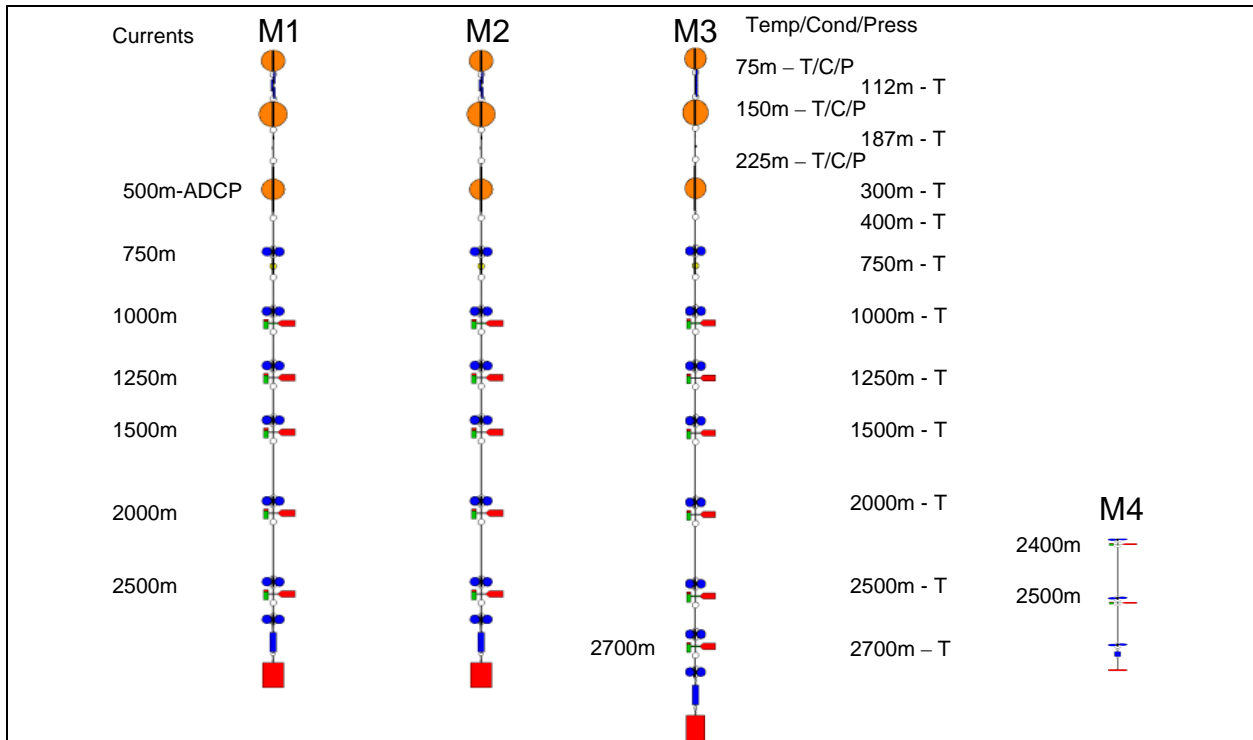 Currents
M1
M2
M3
Temp/Cond/Press
75m – T/C/P
112m - T
150m – T/C/P
187m - T
225m – T/C/P
500m-ADCP
300m - T
400m - T
750m
750m - T
1000m
1000m - T
1250m
1250m - T
1500m
1500m - T
2000m
2000m - T
M4
2400m
2500m
2500m - T
2500m
2700m
2700m – T